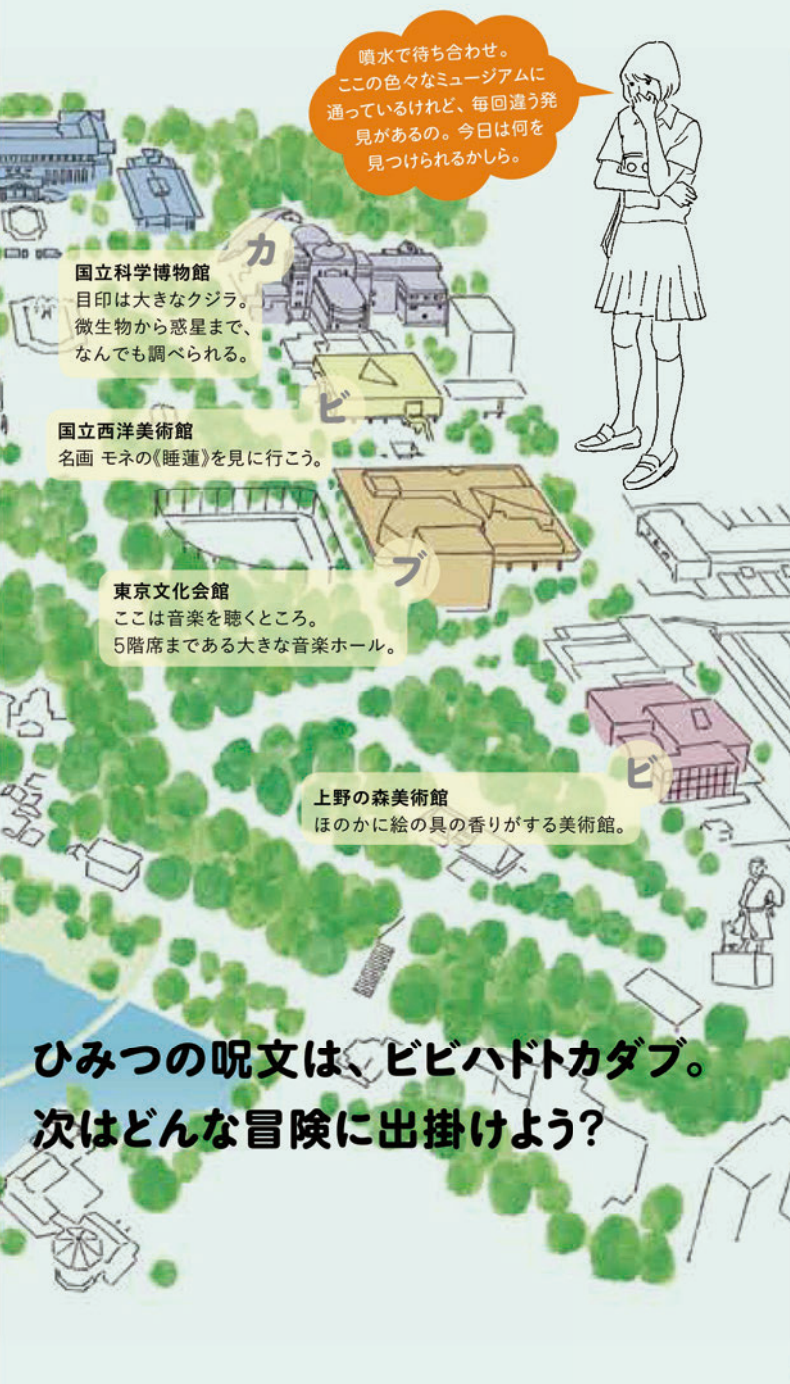 噴水で待ち合わせ。
ここの色々なミュージアムに
通っているけれど、毎回違う発
見があるの。今日は何を
見つけられるかしら。
カ
国立科学博物館
目印は大きなクジラ。
微生物から惑星まで、
なんでも調べられる。
ビ
国立西洋美術館
名画 モネの《睡蓮》を見に行こう。
ブ
東京文化会館
ここは音楽を聴くところ。
5階席まである大きな音楽ホール。
ビ
上野の森美術館
ほのかに絵の具の香りがする美術館。
ひみつの呪文は、ビビハドトカダブ。
次はどんな冒険に出掛けよう?